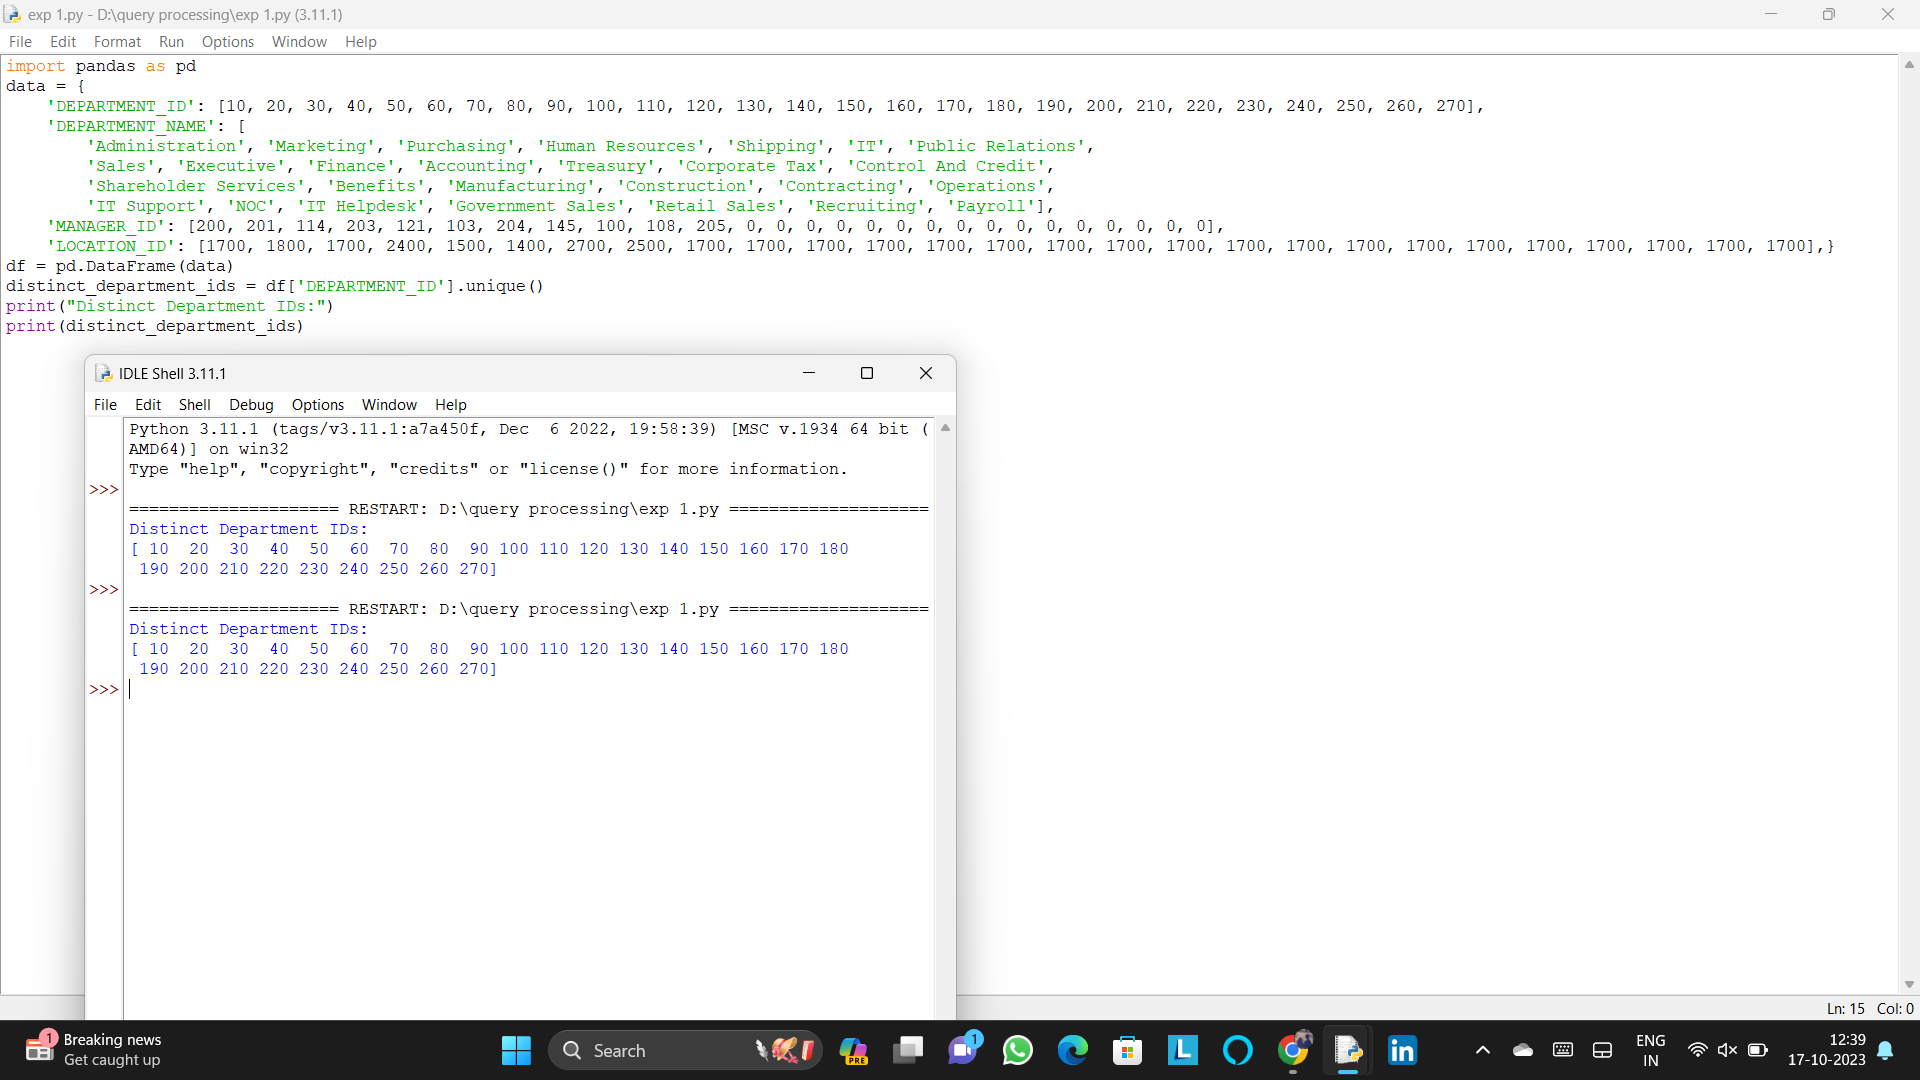 exp 1.py - D:\query processing\exp 1.py (3.11.1)
File Edit Format Run Options Window Help
import pandas as pd
data = {
    'DEPARTMENT_ID': [10, 20, 30, 40, 50, 60, 70, 80, 90, 100, 110, 120, 130, 140, 150, 160, 170, 180, 190, 200, 210, 220, 230, 240, 250, 260, 270],
    'DEPARTMENT_NAME': [
        'Administration', 'Marketing', 'Purchasing', 'Human Resources', 'Shipping', 'IT', 'Public Relations',
        'Sales', 'Executive', 'Finance', 'Accounting', 'Treasury', 'Corporate Tax', 'Control And Credit',
        'Shareholder Services', 'Benefits', 'Manufacturing', 'Construction', 'Contracting', 'Operations',
        'IT Support', 'NOC', 'IT Helpdesk', 'Government Sales', 'Retail Sales', 'Recruiting', 'Payroll'],
    'MANAGER_ID': [200, 201, 114, 203, 121, 103, 204, 145, 100, 108, 205, 0, 0, 0, 0, 0, 0, 0, 0, 0, 0, 0, 0, 0, 0, 0, 0],
    'LOCATION_ID': [1700, 1800, 1700, 2400, 1500, 1400, 2700, 2500, 1700, 1700, 1700, 1700, 1700, 1700, 1700, 1700, 1700, 1700, 1700, 1700, 1700, 1700, 1700, 1700, 1700, 1700, 1700],}
df = pd.DataFrame(data)
distinct_department_ids = df['DEPARTMENT_ID'].unique()
print("Distinct Department IDs:")
print(distinct_department_ids)
IDLE Shell 3.11.1
File Edit Shell Debug Options Window Help
Python 3.11.1 (tags/v3.11.1:a7a450f, Dec  6 2022, 19:58:39) [MSC v.1934 64 bit (
AMD64)] on win32
Type "help", "copyright", "credits" or "license()" for more information.
>>>
===================== RESTART: D:\query processing\exp 1.py ====================
Distinct Department IDs:
[ 10  20  30  40  50  60  70  80  90 100 110 120 130 140 150 160 170 180
 190 200 210 220 230 240 250 260 270]
>>>
===================== RESTART: D:\query processing\exp 1.py ====================
Distinct Department IDs:
[ 10  20  30  40  50  60  70  80  90 100 110 120 130 140 150 160 170 180
 190 200 210 220 230 240 250 260 270]
>>>
Ln: 15 Col: 0
1
Breaking news
Get caught up
Search
PRE
1
L
in
ENG
IN
12:39
17-10-2023